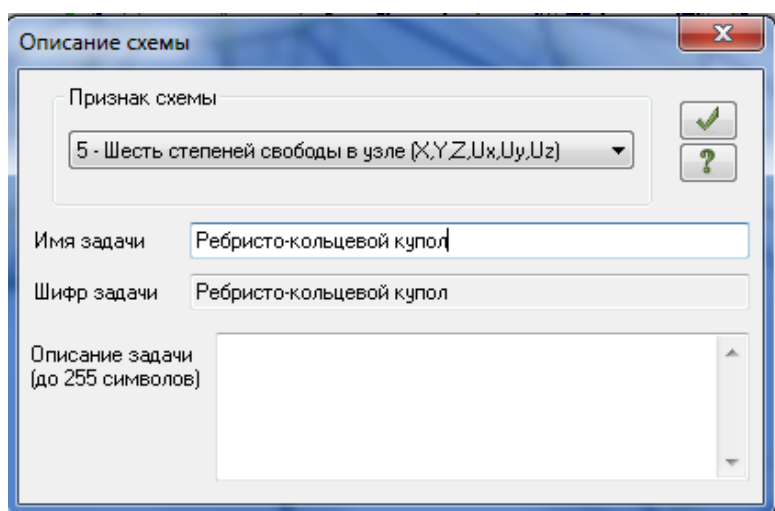 Описание схемы
Признак схемы
5 - Шесть степеней свободы в узле (X,Y,Z,Ux,Uy,Uz)
Имя задачи Ребристо-кольцевой купол
Шифр задачи Ребристо-кольцевой купол
Описание задачи
(до 255 символов)